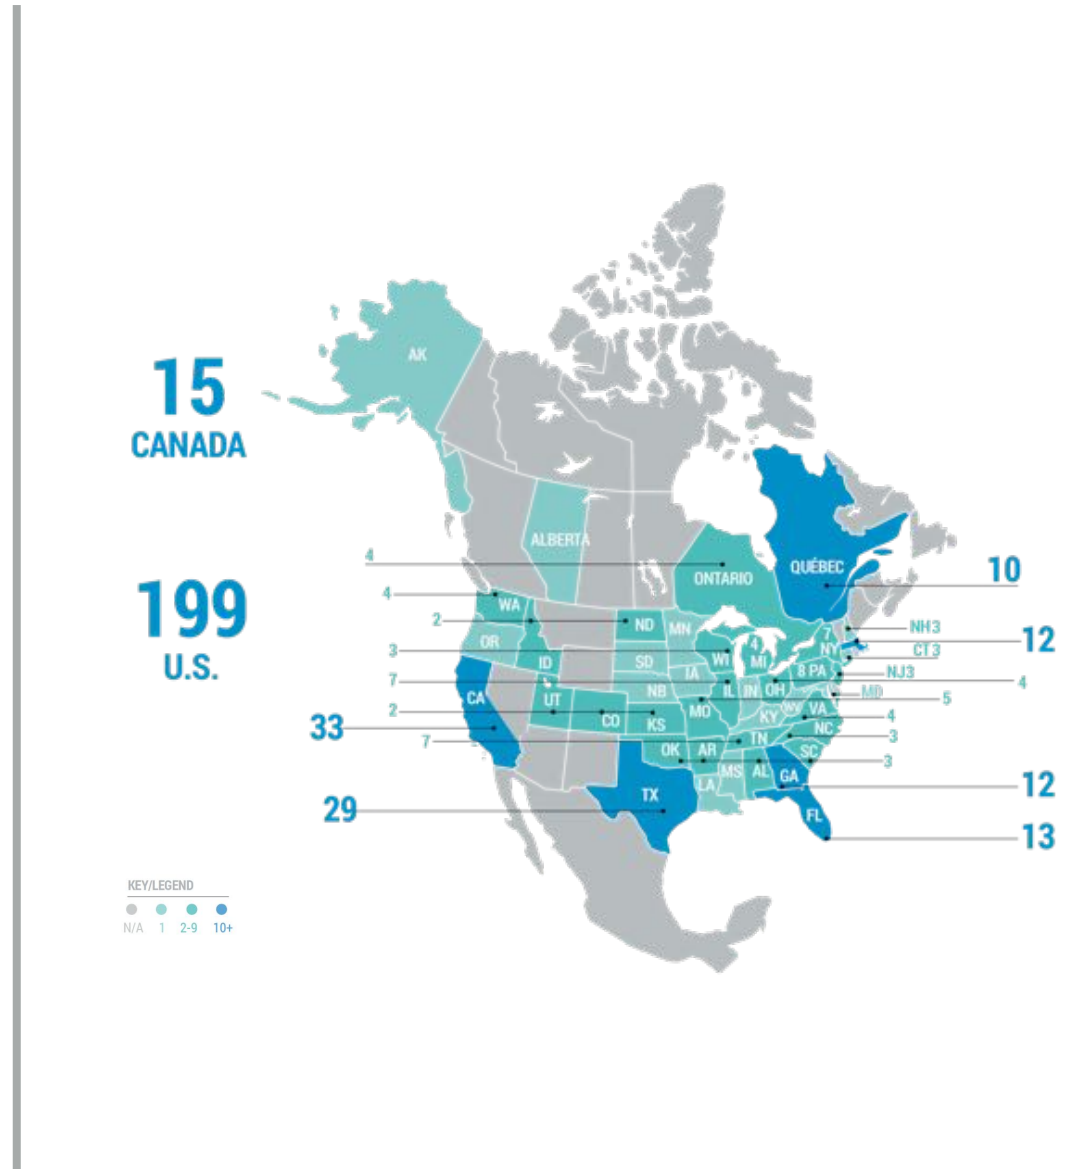 15
CANADA
199
U.S.
AK
ALBERTA
4
ONTARIO
QUÉBEC
10
4
WA
2
ND
MN
OR
3
ID
SD
WI
4
MI
7
NY
NH3
12
CT3
7
IA
8 PA
NJ3
4
NB
IL
IN
OH
MD
5
CA
UT
2
CO
KS
MO
KY
WV
VA
4
33
7
TN
NC
3
OK
AR
SC
3
MS
AL
GA
12
LA
29
TX
FL
13
KEY/LEGEND
N/A 1 2-9 10+